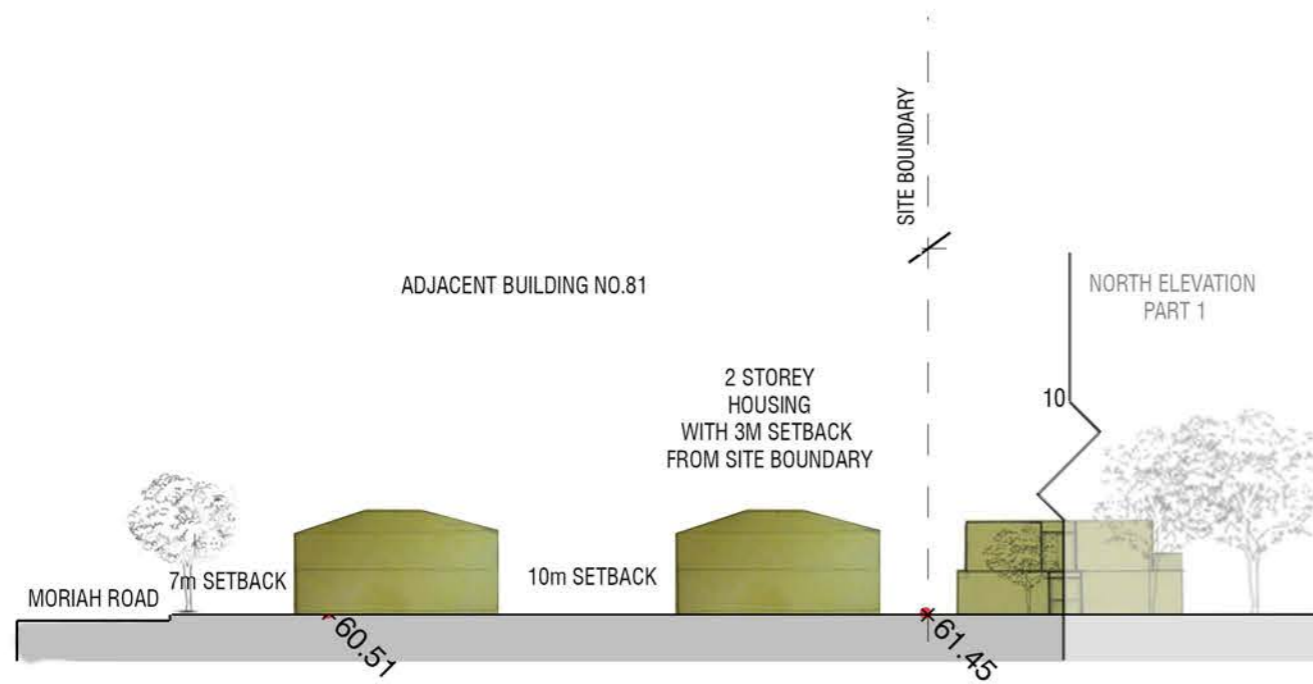 SITE BOUNDARY
ADJACENT BUILDING NO.81
NORTH ELEVATION
PART 1
2 STOREY
HOUSING
WITH 3M SETBACK
FROM SITE BOUNDARY
10
7m SETBACK
10m SETBACK
MORIAH ROAD
60.51
61.45